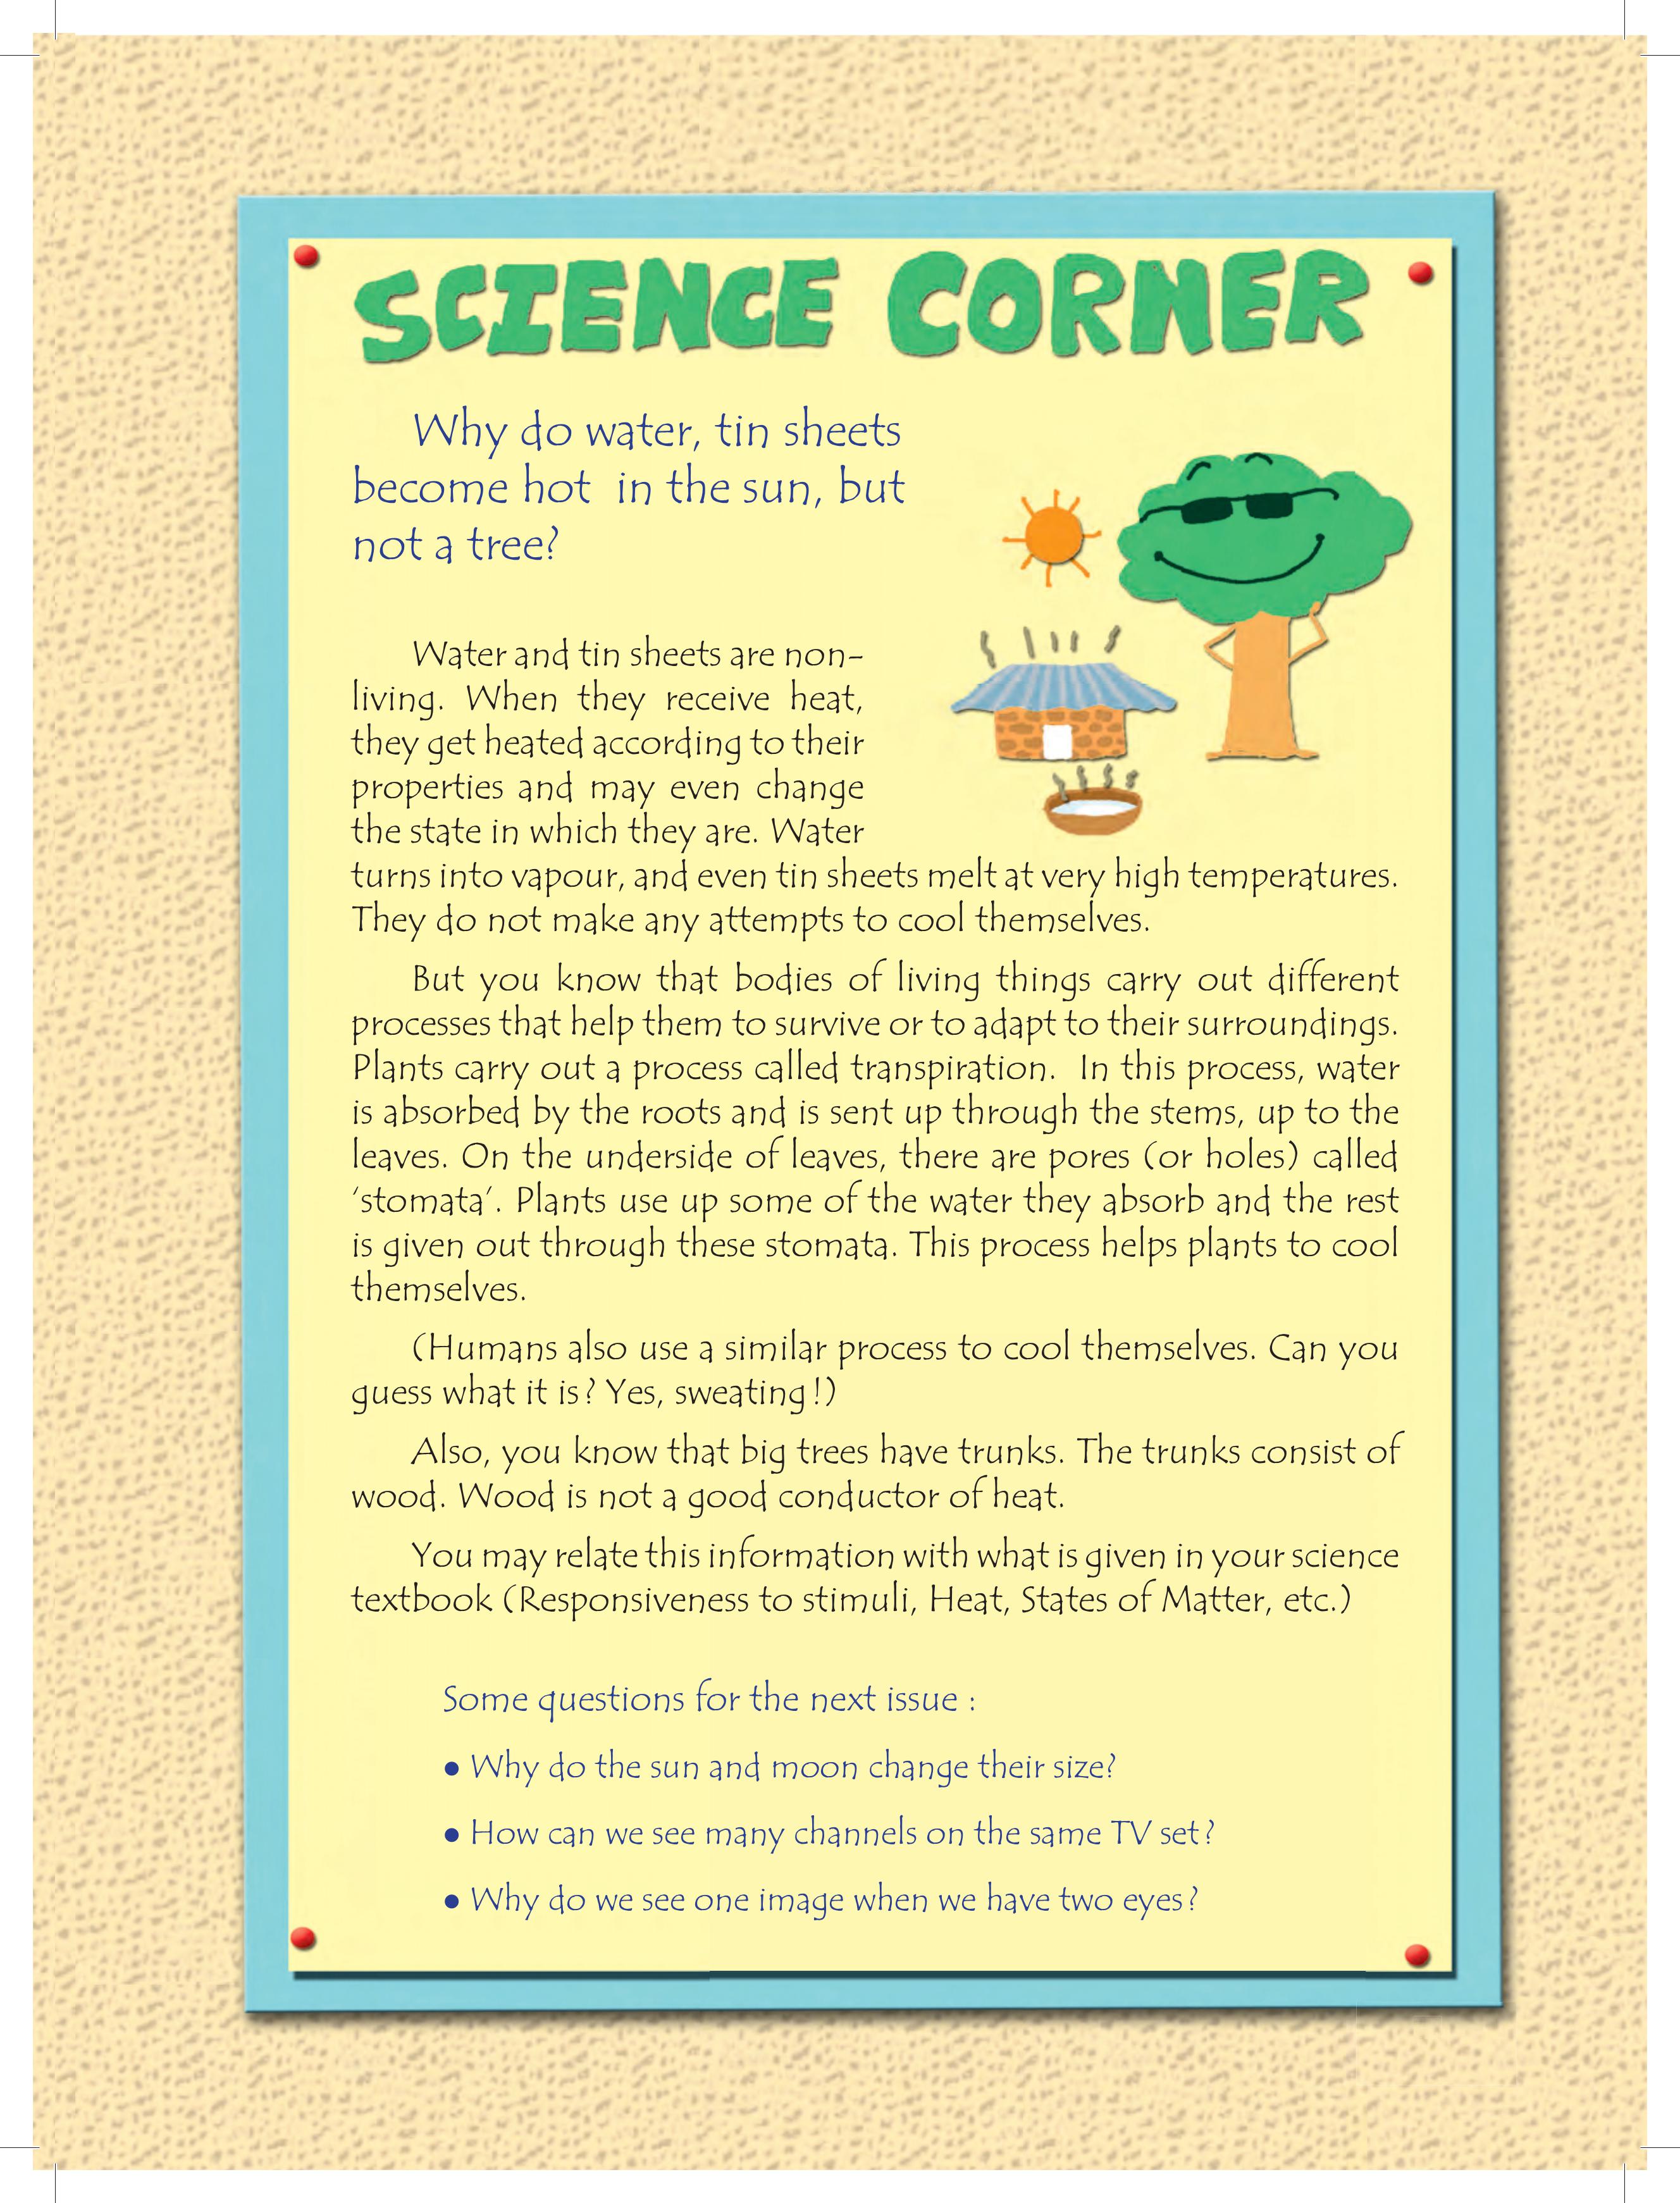 SCIENCE CORNER
Why do water, tin sheets
become hot in the sun, but
not a tree?
Water and tin sheets are non-
living. When they receive heat,
they get heated according to their
properties and may even change
the state in which they are. Water
turns into vapour, and even tin sheets melt at very high temperatures.
They do not make any attempts to cool themselves.
But you know that bodies of living things carry out different
processes that help them to survive or to adapt to their surroundings.
Plants carry out a process called transpiration. In this process, water
is absorbed by the roots and is sent up through the stems, up to the
leaves. On the underside of leaves, there are pores (or holes) called
'stomata'. Plants use up some of the water they absorb and the rest
is given out through these stomata. This process helps plants to cool
themselves.
(Humans also use a similar process to cool themselves. Can you
guess what it is? Yes, sweating!)
Also, you know that big trees have trunks. The trunks consist of
wood. Wood is not a good conductor of heat.
You may relate this information with what is given in your science
textbook (Responsiveness to stimuli, Heat, States of Matter, etc.)
Some questions for the next issue :
• Why do the sun and moon change their size?
• How can we see many channels on the same TV set?
• Why do we see one image when we have two eyes?